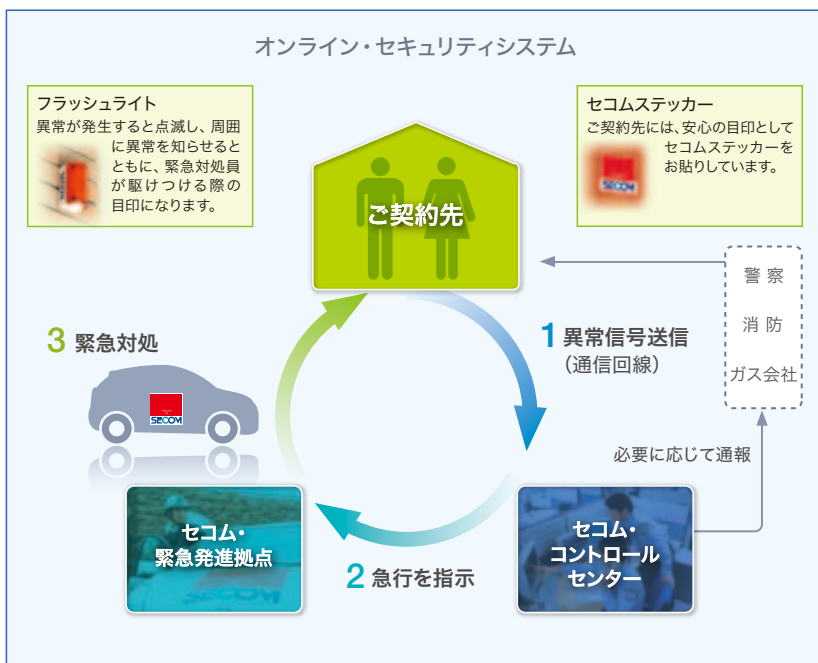 オンライン・セキュリティシステム
フラッシュライト
異常が発生すると点滅し、周囲
に異常を知らせると
ともに、緊急対処員
が駆けつける際の
目印になります。
SECOM
セコムステッカー
ご契約先には、安心の目印として
セコムステッカーを
お貼りしています。
SECOM
ご契約先
警察
消防
ガス会社
1 異常信号送信
(通信回線)
3 緊急対処
SECOM
必要に応じて通報
セコム・
緊急発進拠点
セコム・
コントロール
センター
2 急行を指示